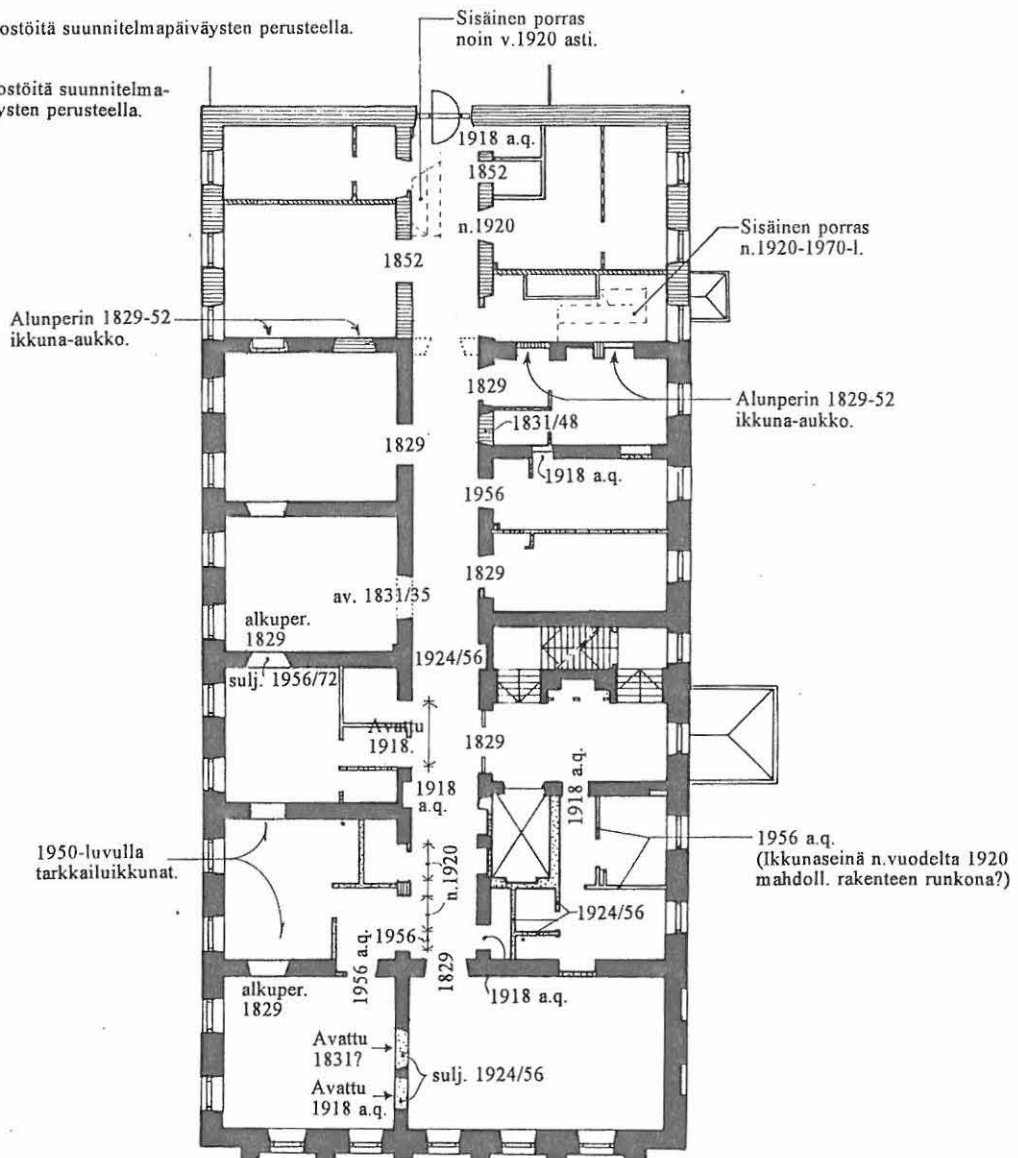 ostöitä suunnitelmapäiväysten perusteella.
ostöitä suunnitelma-
ysten perusteella.
Sisäinen porras
noin v.1920 asti.
1918 a.q.
1852
n.1920
1852
Sisäinen porras
n.1920-1970-l.
Alunperin 1829-52
ikkuna-aukko.
1829
Alunperin 1829-52
ikkuna-aukko.
1831/48
1829
1918 a.q.
1956
1829
av. 1831/35
alkuper.
1829
1924/56
sulj. 1956/72
Avattu
1918.
1829
1918
a.q.
1918 a.q.
1950-luvulla
tarkkailuikkunat.
n.1920
1956 a.q.
(Ikkunaseinä n.vuodelta 1920
mahdoll. rakenteen runkona?)
1924/56
1956
1956 a.q.
1829
1918 a.q.
alkuper.
1829
Avattu
1831?
sulj. 1924/56
Avattu
1918 a.q.